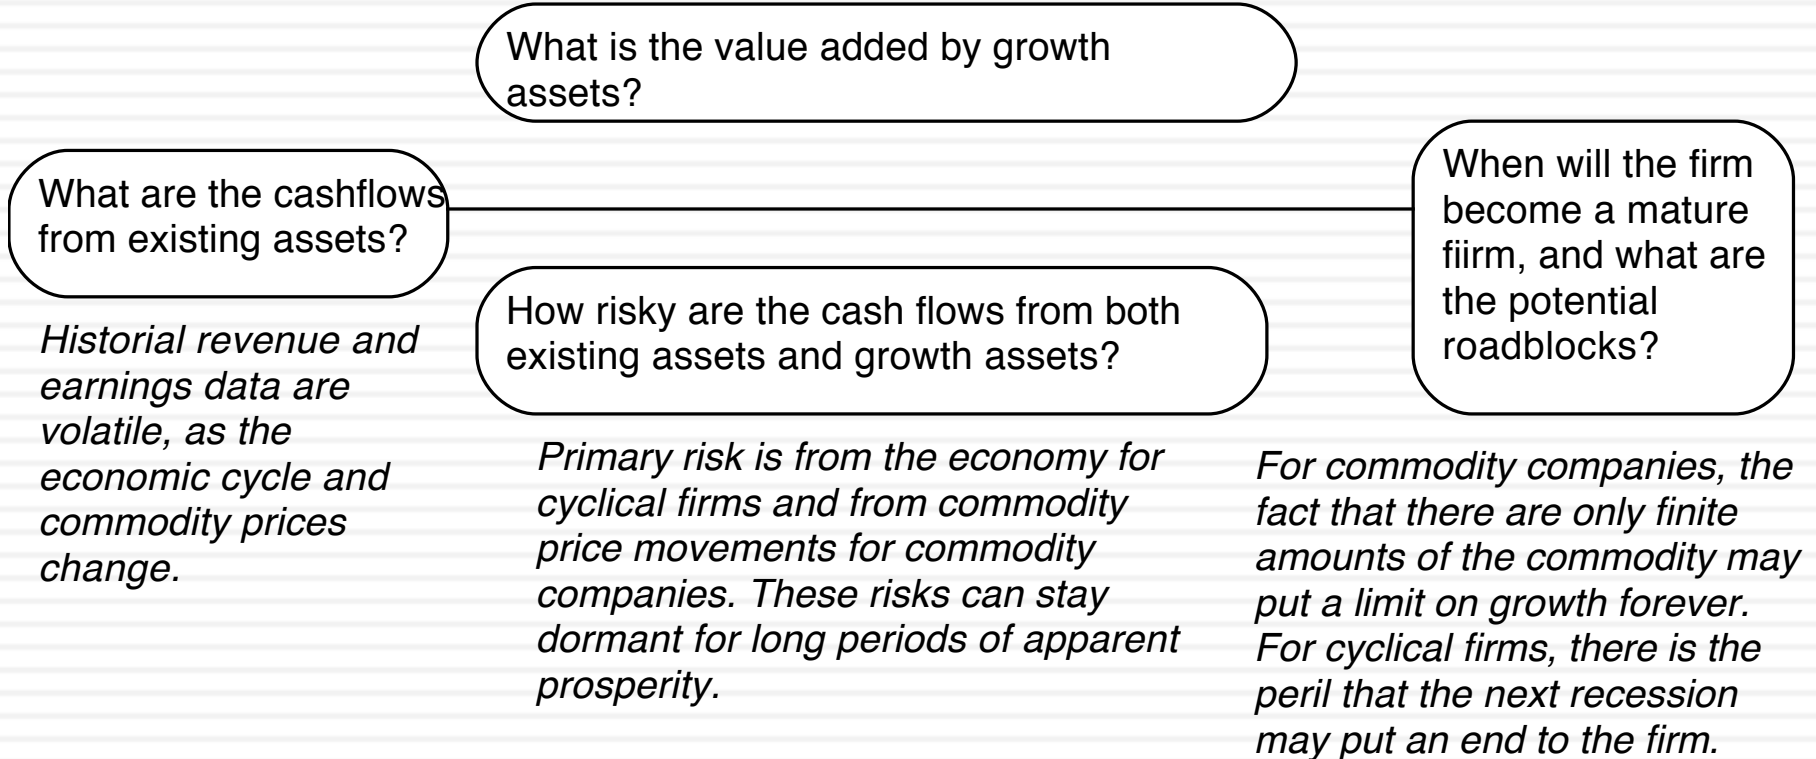 What is the value added by growth
assets?
What are the cashflows
from existing assets?
Historial revenue and
earnings data are
volatile, as the
economic cycle and
commodity prices
change.
How risky are the cash flows from both
existing assets and growth assets?
Primary risk is from the economy for
cyclical firms and from commodity
price movements for commodity
companies. These risks can stay
dormant for long periods of apparent
prosperity.
When will the firm
become a mature
fiirm, and what are
the potential
roadblocks?
For commodity companies, the
fact that there are only finite
amounts of the commodity may
put a limit on growth forever.
For cyclical firms, there is the
peril that the next recession
may put an end to the firm.